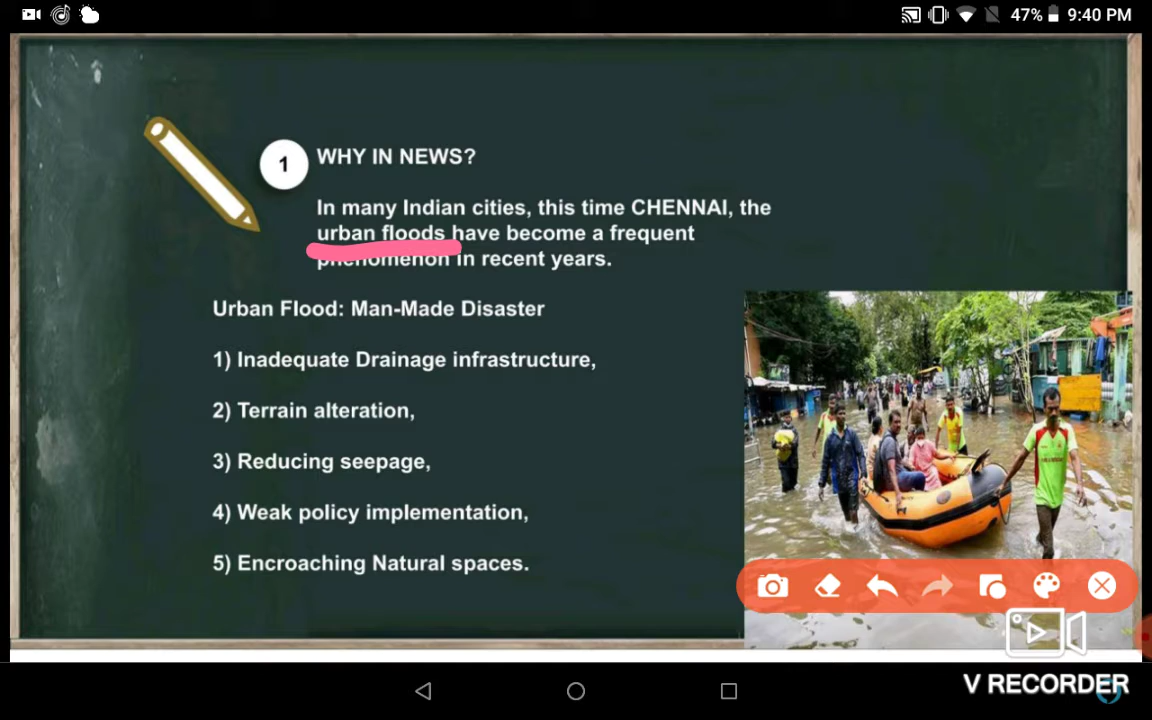 47% 9:40 PM
1 WHY IN NEWS?
In many Indian cities, this time CHENNAI, the
urban floods have become a frequent
phenomenon in recent years.
Urban Flood: Man-Made Disaster
1) Inadequate Drainage infrastructure,
2) Terrain alteration,
3) Reducing seepage,
4) Weak policy implementation,
5) Encroaching Natural spaces.
V RECORDER